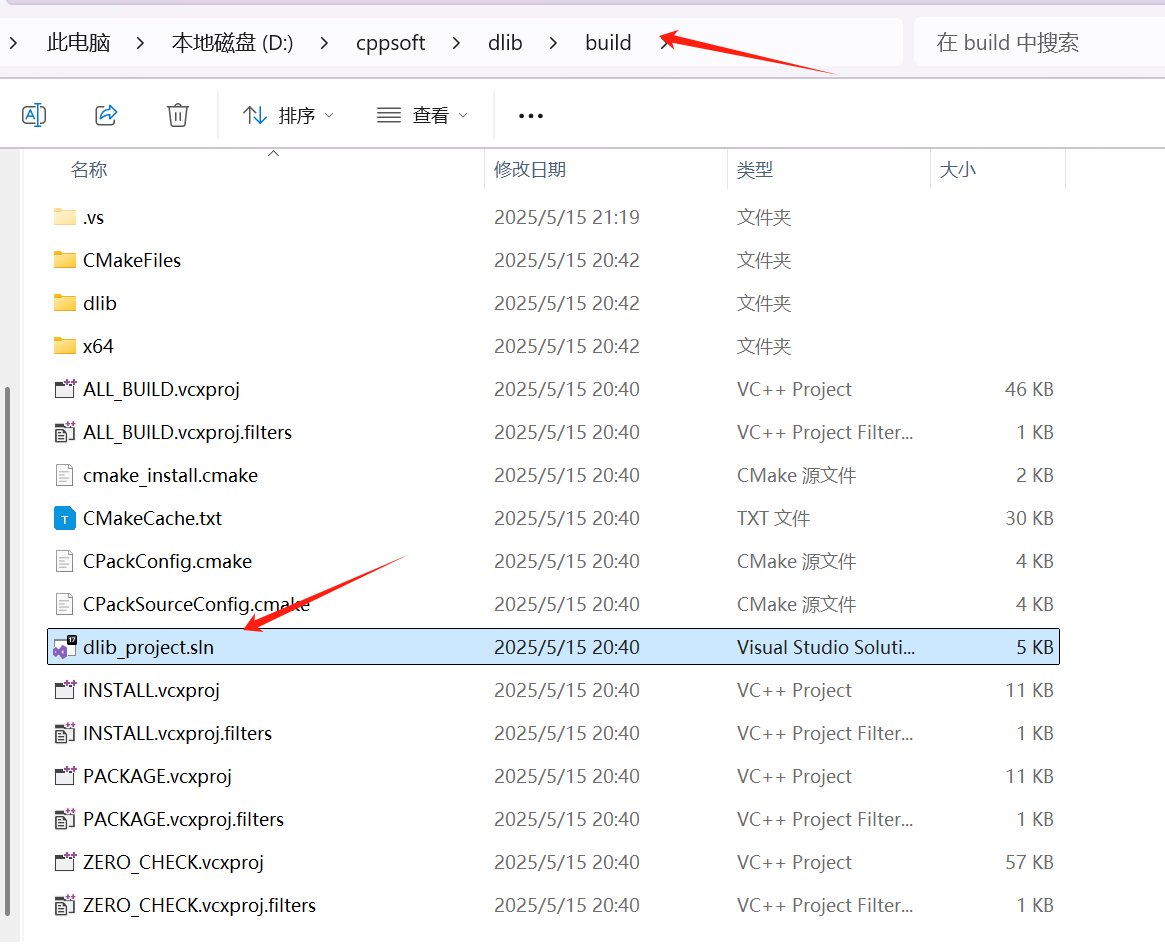 此电脑 本地磁盘 (D:) cppsoft dlib build 在 build 中搜索
排序 查看
名称 修改日期 类型 大小
.vs 2025/5/15 21:19 文件夹
CMakeFiles 2025/5/15 20:42 文件夹
dlib 2025/5/15 20:42 文件夹
x64 2025/5/15 20:42 文件夹
ALL_BUILD.vcxproj 2025/5/15 20:40 VC++ Project 46 KB
ALL_BUILD.vcxproj.filters 2025/5/15 20:40 VC++ Project Filter... 1 KB
cmake_install.cmake 2025/5/15 20:40 CMake 源文件 2 KB
CMakeCache.txt 2025/5/15 20:40 TXT 文件 30 KB
CPackConfig.cmake 2025/5/15 20:40 CMake 源文件 4 KB
CPackSourceConfig.cmake 2025/5/15 20:40 CMake 源文件 4 KB
dlib_project.sln 2025/5/15 20:40 Visual Studio Soluti... 5 KB
INSTALL.vcxproj 2025/5/15 20:40 VC++ Project 11 KB
INSTALL.vcxproj.filters 2025/5/15 20:40 VC++ Project Filter... 1 KB
PACKAGE.vcxproj 2025/5/15 20:40 VC++ Project 11 KB
PACKAGE.vcxproj.filters 2025/5/15 20:40 VC++ Project Filter... 1 KB
ZERO_CHECK.vcxproj 2025/5/15 20:40 VC++ Project 57 KB
ZERO_CHECK.vcxproj.filters 2025/5/15 20:40 VC++ Project Filter... 1 KB